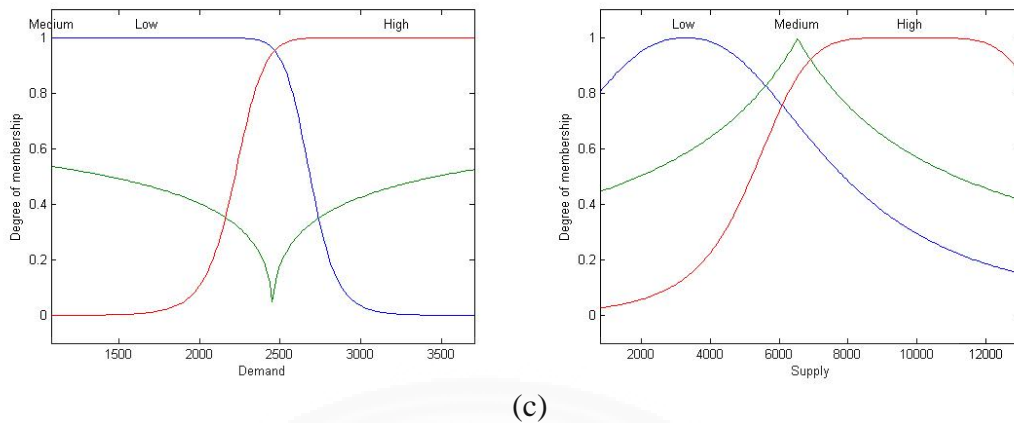 Medium Low High
1
0.8
0.6
0.4
0.2
0
Degree of membership
1500 2000 2500 3000 3500
Demand
Low Medium High
1
0.8
0.6
0.4
0.2
0
Degree of membership
2000 4000 6000 8000 10000 12000
Supply
(c)